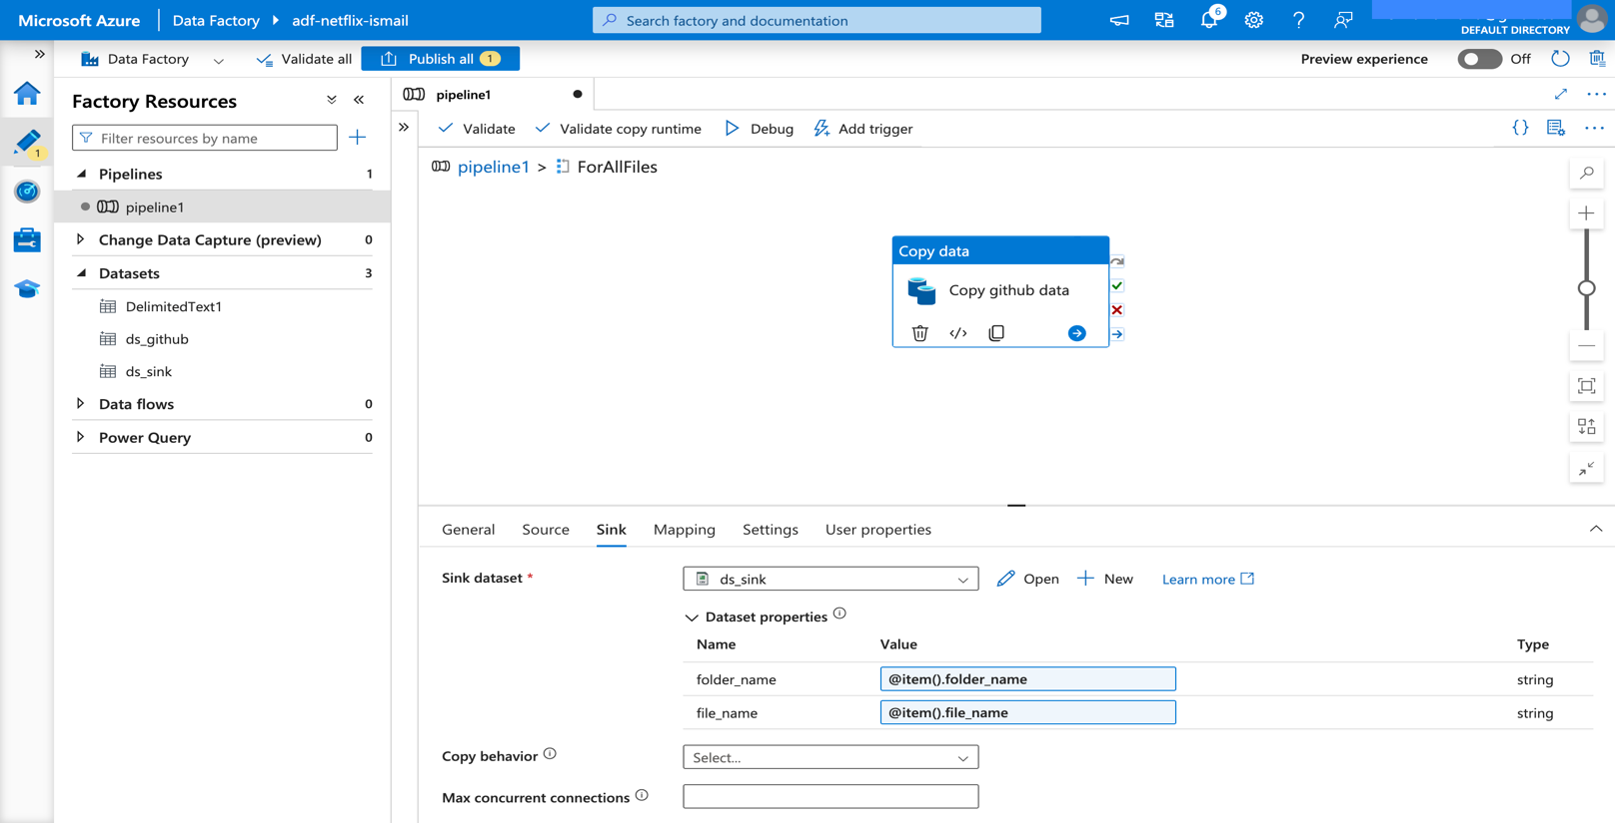 Microsoft Azure
Data Factory
adf-netflix-ismail
Search factory and documentation
6
DEFAULT DIRECTORY
Data Factory
Validate all
Publish all 1
Preview experience
Off
1
Factory Resources
Filter resources by name
Pipelines 1
pipeline1
Change Data Capture (preview) 0
Datasets 3
DelimitedText1
ds_github
ds_sink
Data flows 0
Power Query 0
pipeline1
Validate
Validate copy runtime
Debug
Add trigger
pipeline1 > ForAllFiles
Copy data
Copy github data
General
Source
Sink
Mapping
Settings
User properties
Sink dataset *
ds_sink
Open
New
Learn more
Dataset properties
Name Value Type
folder_name @item().folder_name string
file_name @item().file_name string
Copy behavior
Select...
Max concurrent connections